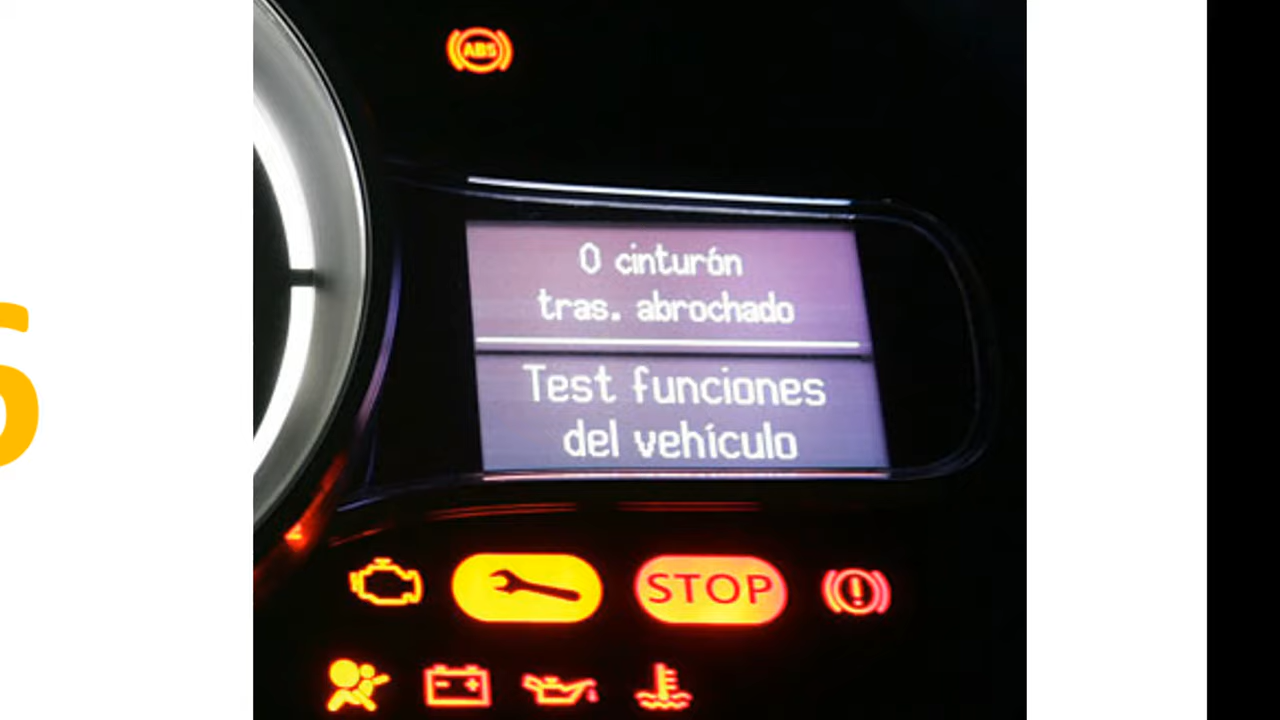 ABS
0 cinturón
tras. abrochado
Test funciones
del vehículo
STOP